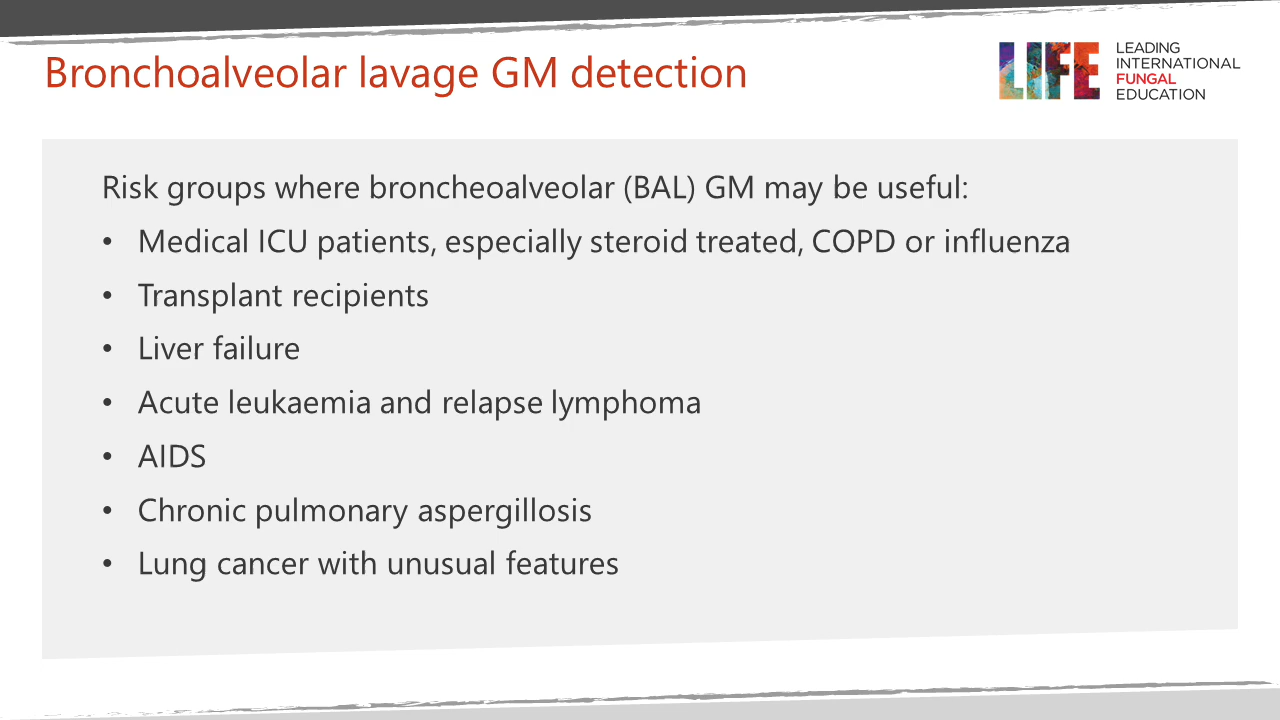 Bronchoalveolar lavage GM detection
LIFE
LEADING
INTERNATIONAL
FUNGAL
EDUCATION
Risk groups where broncheoalveolar (BAL) GM may be useful:
• Medical ICU patients, especially steroid treated, COPD or influenza
• Transplant recipients
• Liver failure
• Acute leukaemia and relapse lymphoma
• AIDS
• Chronic pulmonary aspergillosis
• Lung cancer with unusual features